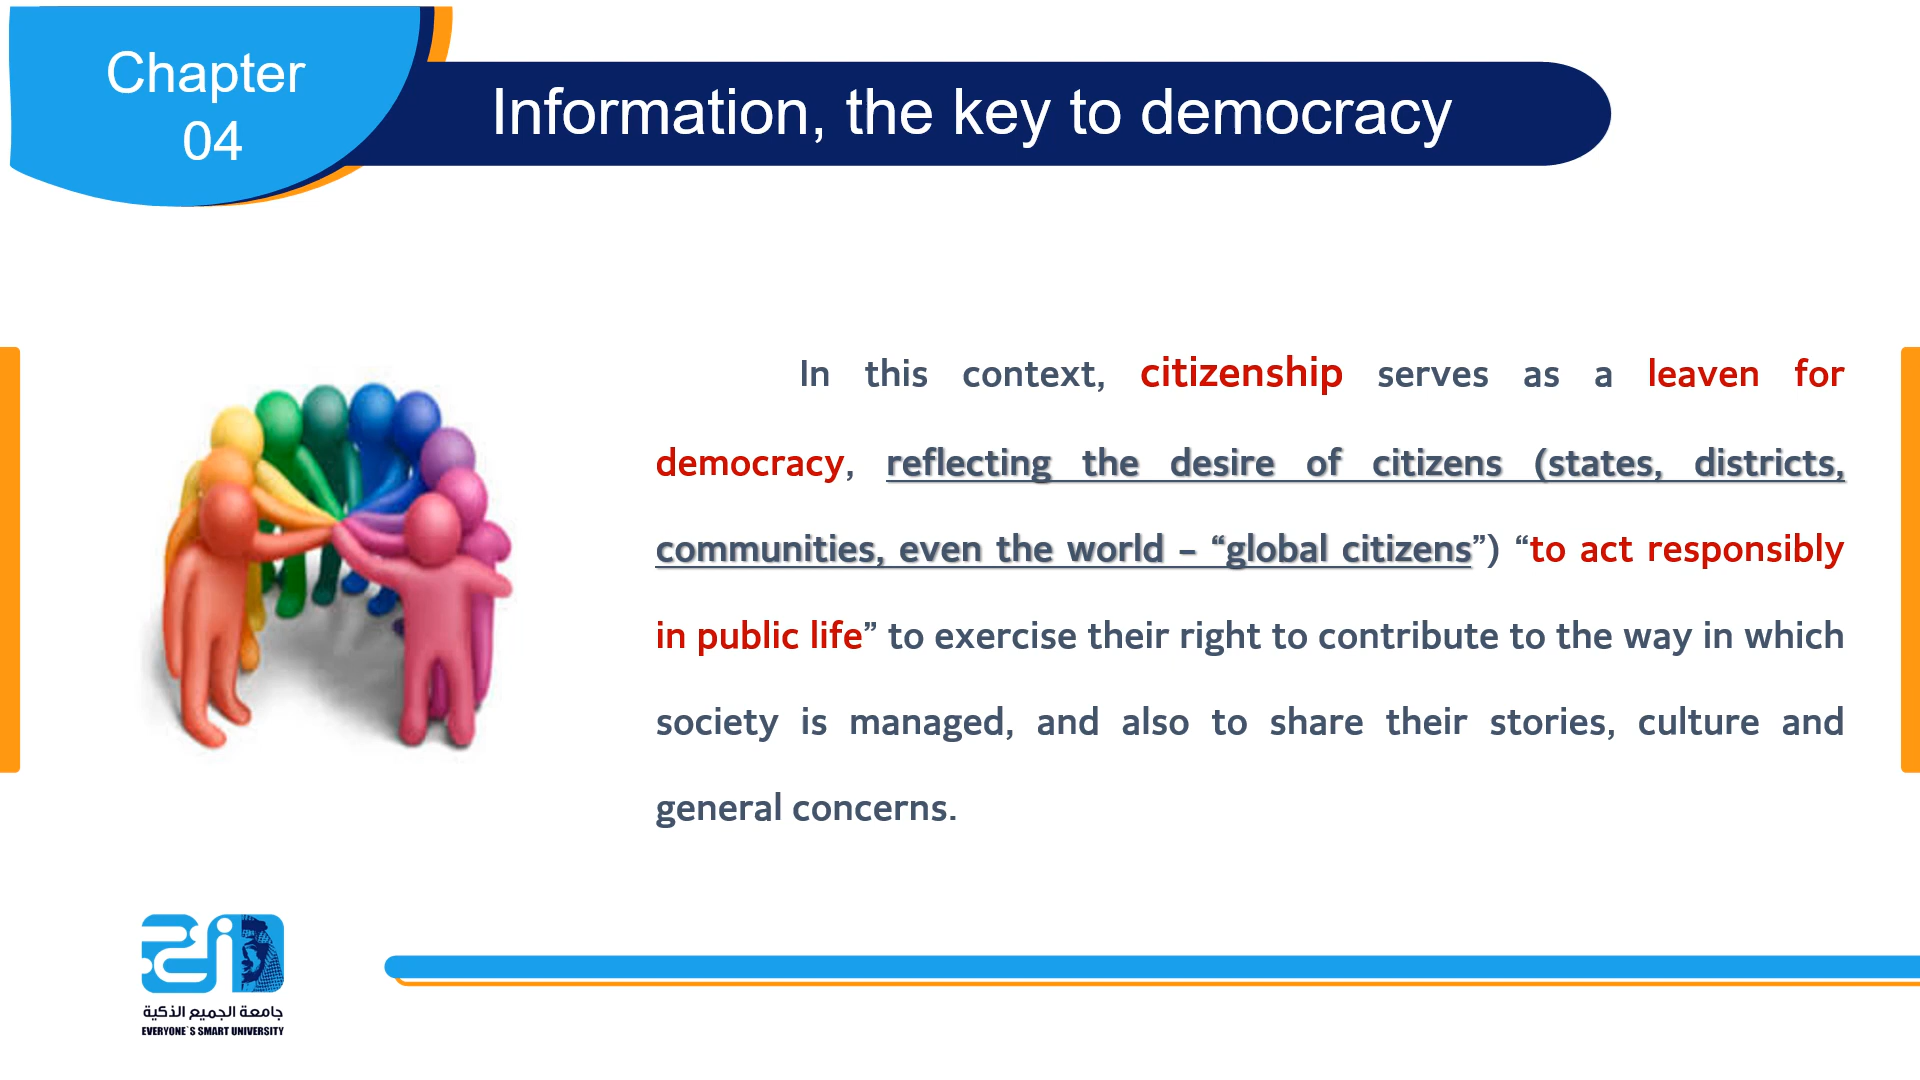 Chapter
04
Information, the key to democracy
In this context, citizenship serves as a leaven for
democracy, reflecting the desire of citizens (states, districts,
communities, even the world – “global citizens”) “to act responsibly
in public life” to exercise their right to contribute to the way in which
society is managed, and also to share their stories, culture and
general concerns.
جامعة الجميع الذكية
EVERYONE`S SMART UNIVERSITY